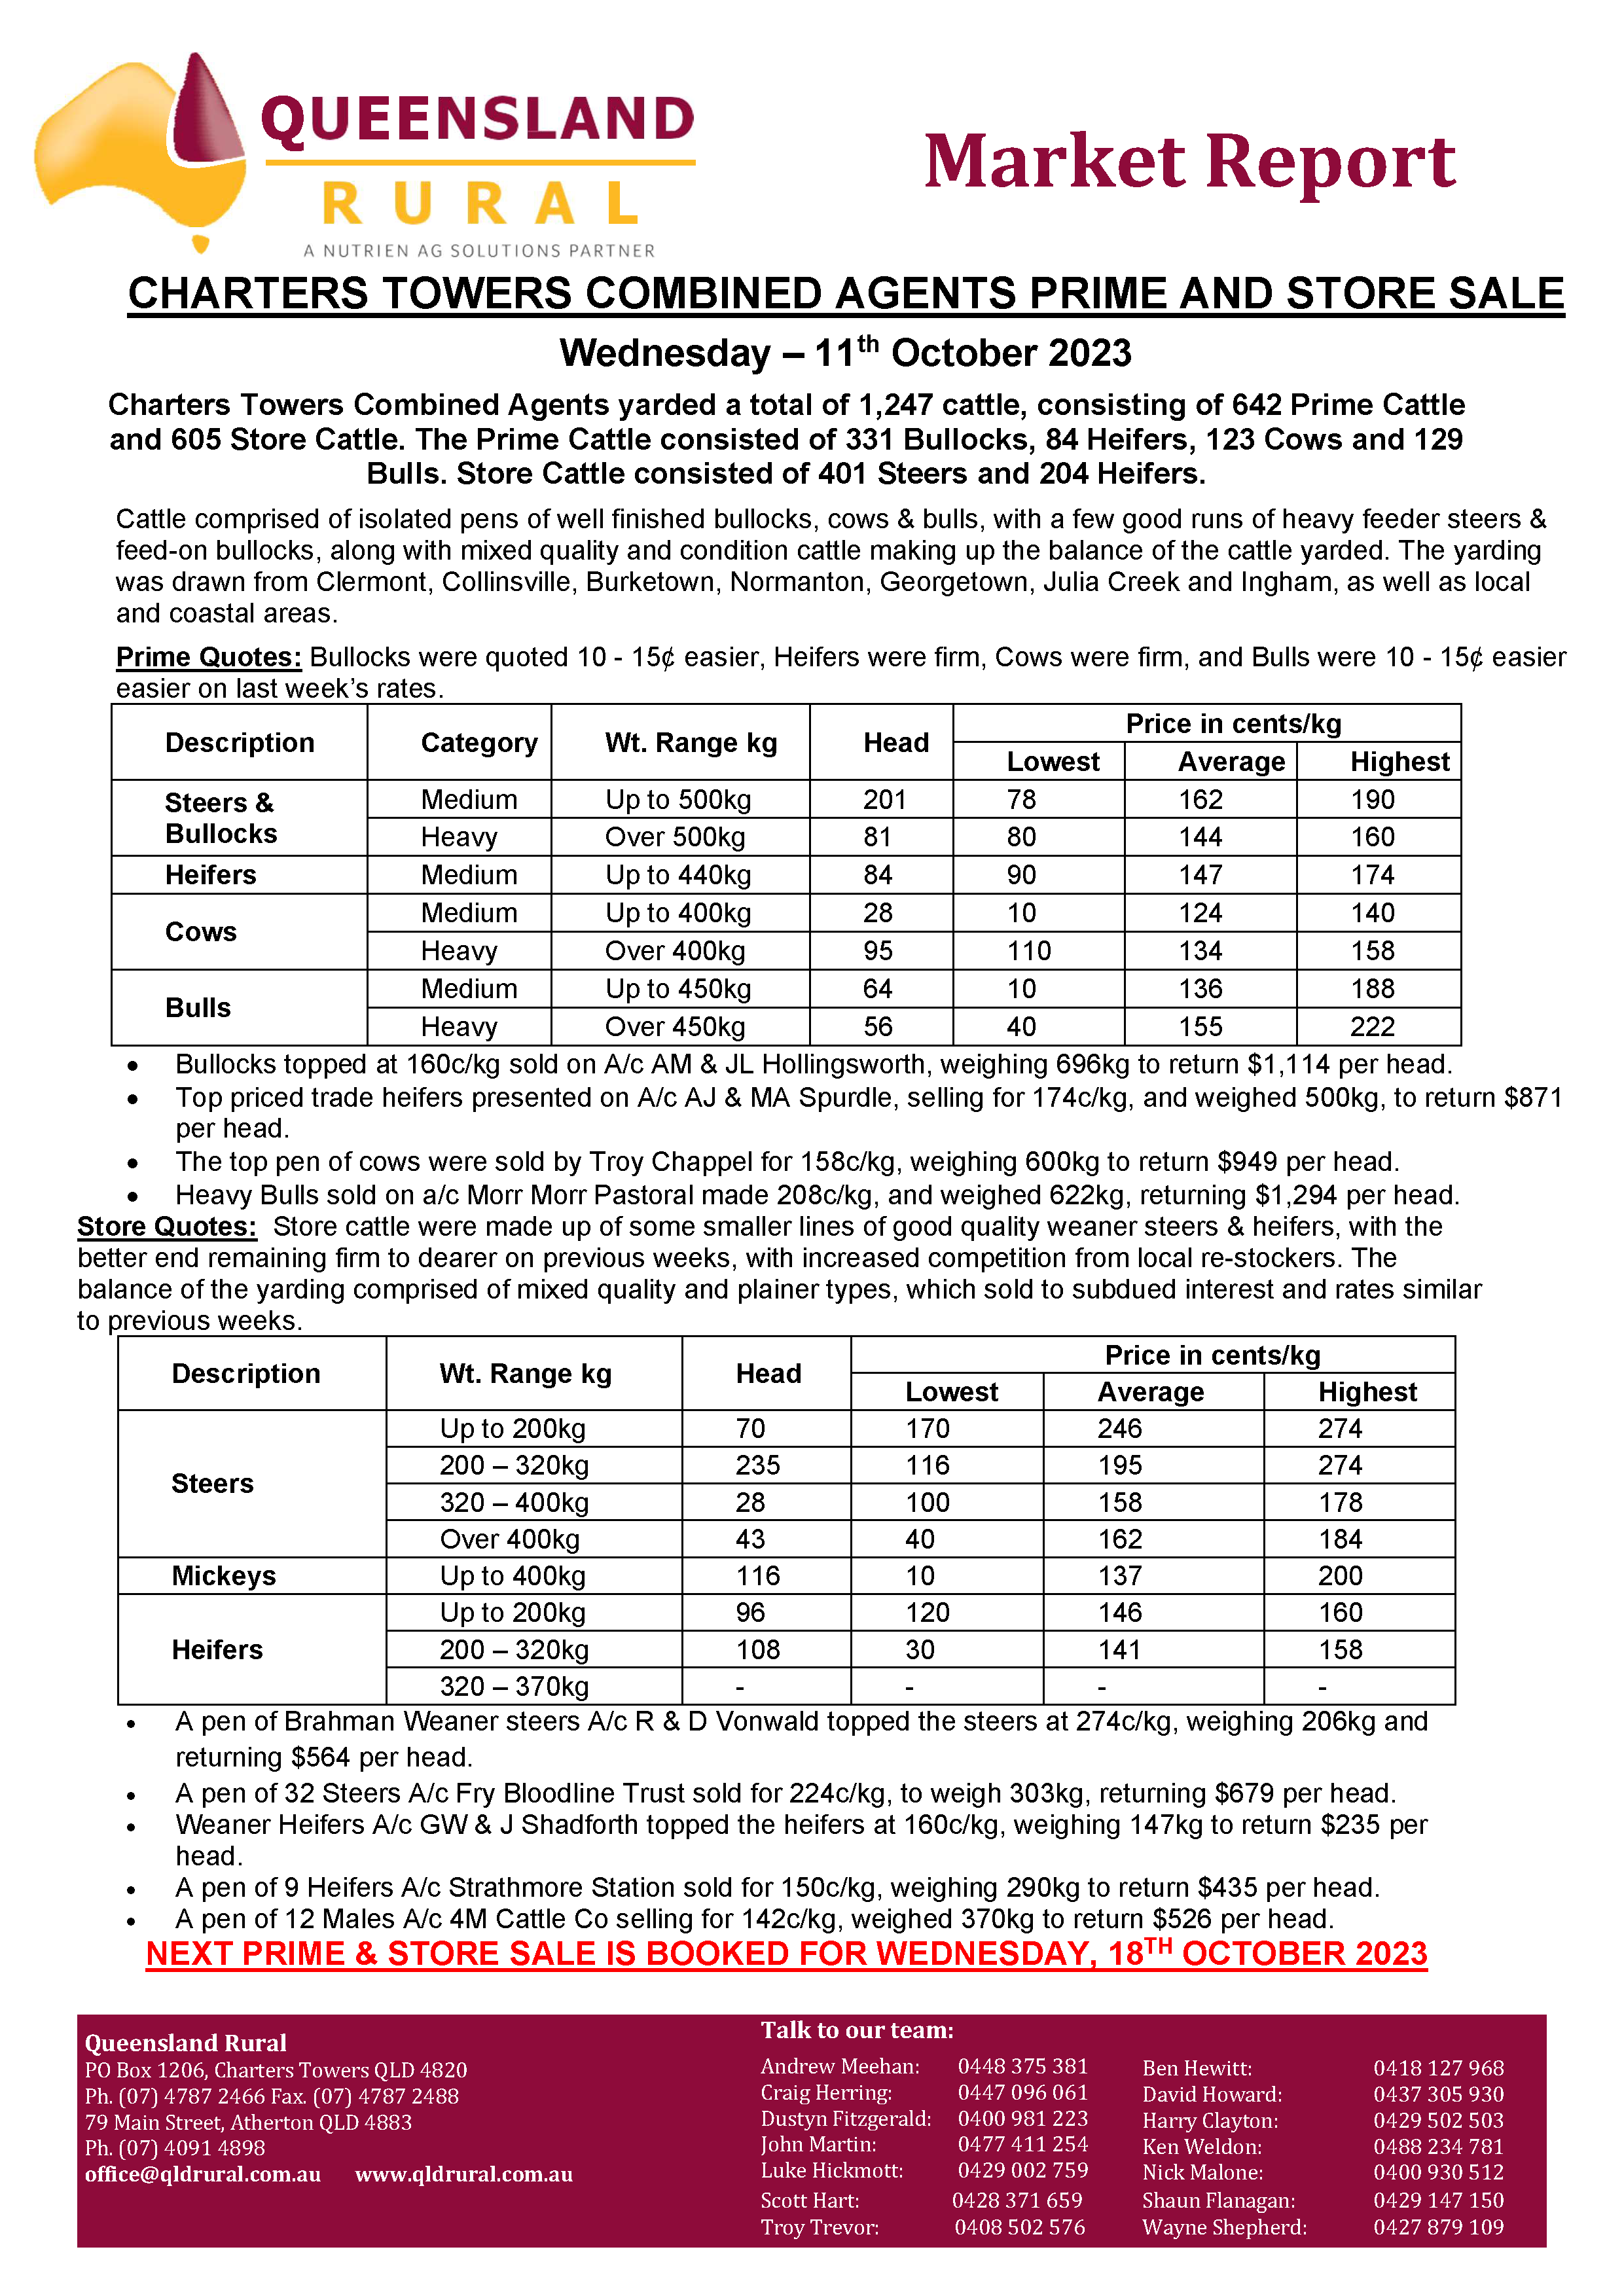 QUEENSLAND
RURAL
A NUTRIEN AG SOLUTIONS PARTNER
Market Report
CHARTERS TOWERS COMBINED AGENTS PRIME AND STORE SALE
Wednesday – 11th October 2023
Charters Towers Combined Agents yarded a total of 1,247 cattle, consisting of 642 Prime Cattle
and 605 Store Cattle. The Prime Cattle consisted of 331 Bullocks, 84 Heifers, 123 Cows and 129
Bulls. Store Cattle consisted of 401 Steers and 204 Heifers.
Cattle comprised of isolated pens of well finished bullocks, cows & bulls, with a few good runs of heavy feeder steers &
feed-on bullocks, along with mixed quality and condition cattle making up the balance of the cattle yarded. The yarding
was drawn from Clermont, Collinsville, Burketown, Normanton, Georgetown, Julia Creek and Ingham, as well as local
and coastal areas.
Prime Quotes: Bullocks were quoted 10 - 15¢ easier, Heifers were firm, Cows were firm, and Bulls were 10 - 15¢ easier
easier on last week’s rates.
Description Category Wt. Range kg Head Price in cents/kg
Lowest Average Highest
Steers & Bullocks Medium Up to 500kg 201 78 162 190
Heavy Over 500kg 81 80 144 160
Heifers Medium Up to 440kg 84 90 147 174
Cows Medium Up to 400kg 28 10 124 140
Heavy Over 400kg 95 110 134 158
Bulls Medium Up to 450kg 64 10 136 188
Heavy Over 450kg 56 40 155 222
• Bullocks topped at 160c/kg sold on A/c AM & JL Hollingsworth, weighing 696kg to return $1,114 per head.
• Top priced trade heifers presented on A/c AJ & MA Spurdle, selling for 174c/kg, and weighed 500kg, to return $871
per head.
• The top pen of cows were sold by Troy Chappel for 158c/kg, weighing 600kg to return $949 per head.
• Heavy Bulls sold on a/c Morr Morr Pastoral made 208c/kg, and weighed 622kg, returning $1,294 per head.
Store Quotes: Store cattle were made up of some smaller lines of good quality weaner steers & heifers, with the
better end remaining firm to dearer on previous weeks, with increased competition from local re-stockers. The
balance of the yarding comprised of mixed quality and plainer types, which sold to subdued interest and rates similar
to previous weeks.
Description Wt. Range kg Head Price in cents/kg
Lowest Average Highest
Steers Up to 200kg 70 170 246 274
200 – 320kg 235 116 195 274
320 – 400kg 28 100 158 178
Over 400kg 43 40 162 184
Mickeys Up to 400kg 116 10 137 200
Heifers Up to 200kg 96 120 146 160
200 – 320kg 108 30 141 158
320 – 370kg - - - -
• A pen of Brahman Weaner steers A/c R & D Vonwald topped the steers at 274c/kg, weighing 206kg and
returning $564 per head.
• A pen of 32 Steers A/c Fry Bloodline Trust sold for 224c/kg, to weigh 303kg, returning $679 per head.
• Weaner Heifers A/c GW & J Shadforth topped the heifers at 160c/kg, weighing 147kg to return $235 per
head.
• A pen of 9 Heifers A/c Strathmore Station sold for 150c/kg, weighing 290kg to return $435 per head.
• A pen of 12 Males A/c 4M Cattle Co selling for 142c/kg, weighed 370kg to return $526 per head.
NEXT PRIME & STORE SALE IS BOOKED FOR WEDNESDAY, 18TH OCTOBER 2023
Queensland Rural
PO Box 1206, Charters Towers QLD 4820
Ph. (07) 4787 2466 Fax. (07) 4787 2488
79 Main Street, Atherton QLD 4883
Ph. (07) 4091 4898
office@qldrural.com.au www.qldrural.com.au
Talk to our team:
Andrew Meehan: 0448 375 381 Ben Hewitt: 0418 127 968
Craig Herring: 0447 096 061 David Howard: 0437 305 930
Dustyn Fitzgerald: 0400 981 223 Harry Clayton: 0429 502 503
John Martin: 0477 411 254 Ken Weldon: 0488 234 781
Luke Hickmott: 0429 002 759 Nick Malone: 0400 930 512
Scott Hart: 0428 371 659 Shaun Flanagan: 0429 147 150
Troy Trevor: 0408 502 576 Wayne Shepherd: 0427 879 109